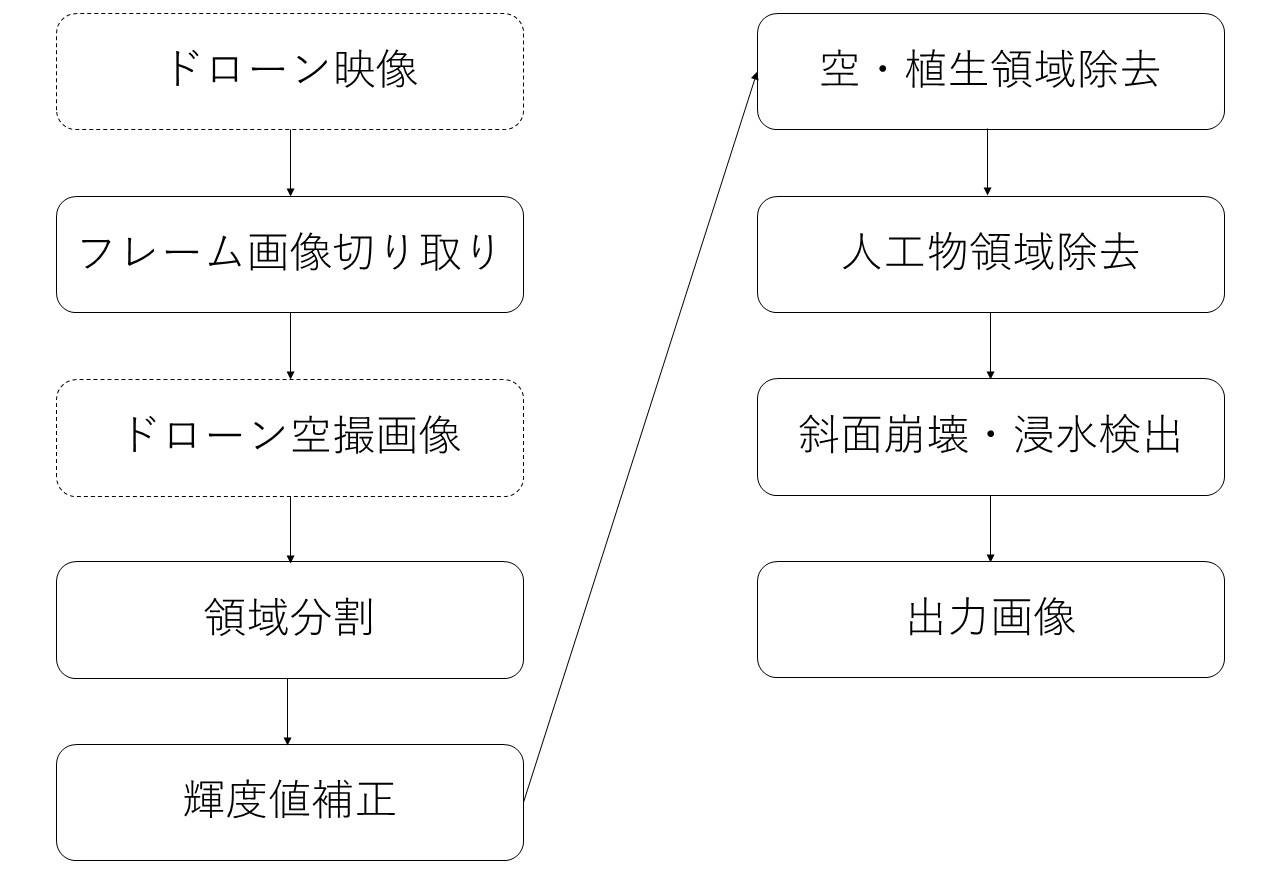 ドローン映像
フレーム画像切り取り
ドローン空撮画像
領域分割
輝度値補正
空・植生領域除去
人工物領域除去
斜面崩壊・浸水検出
出力画像